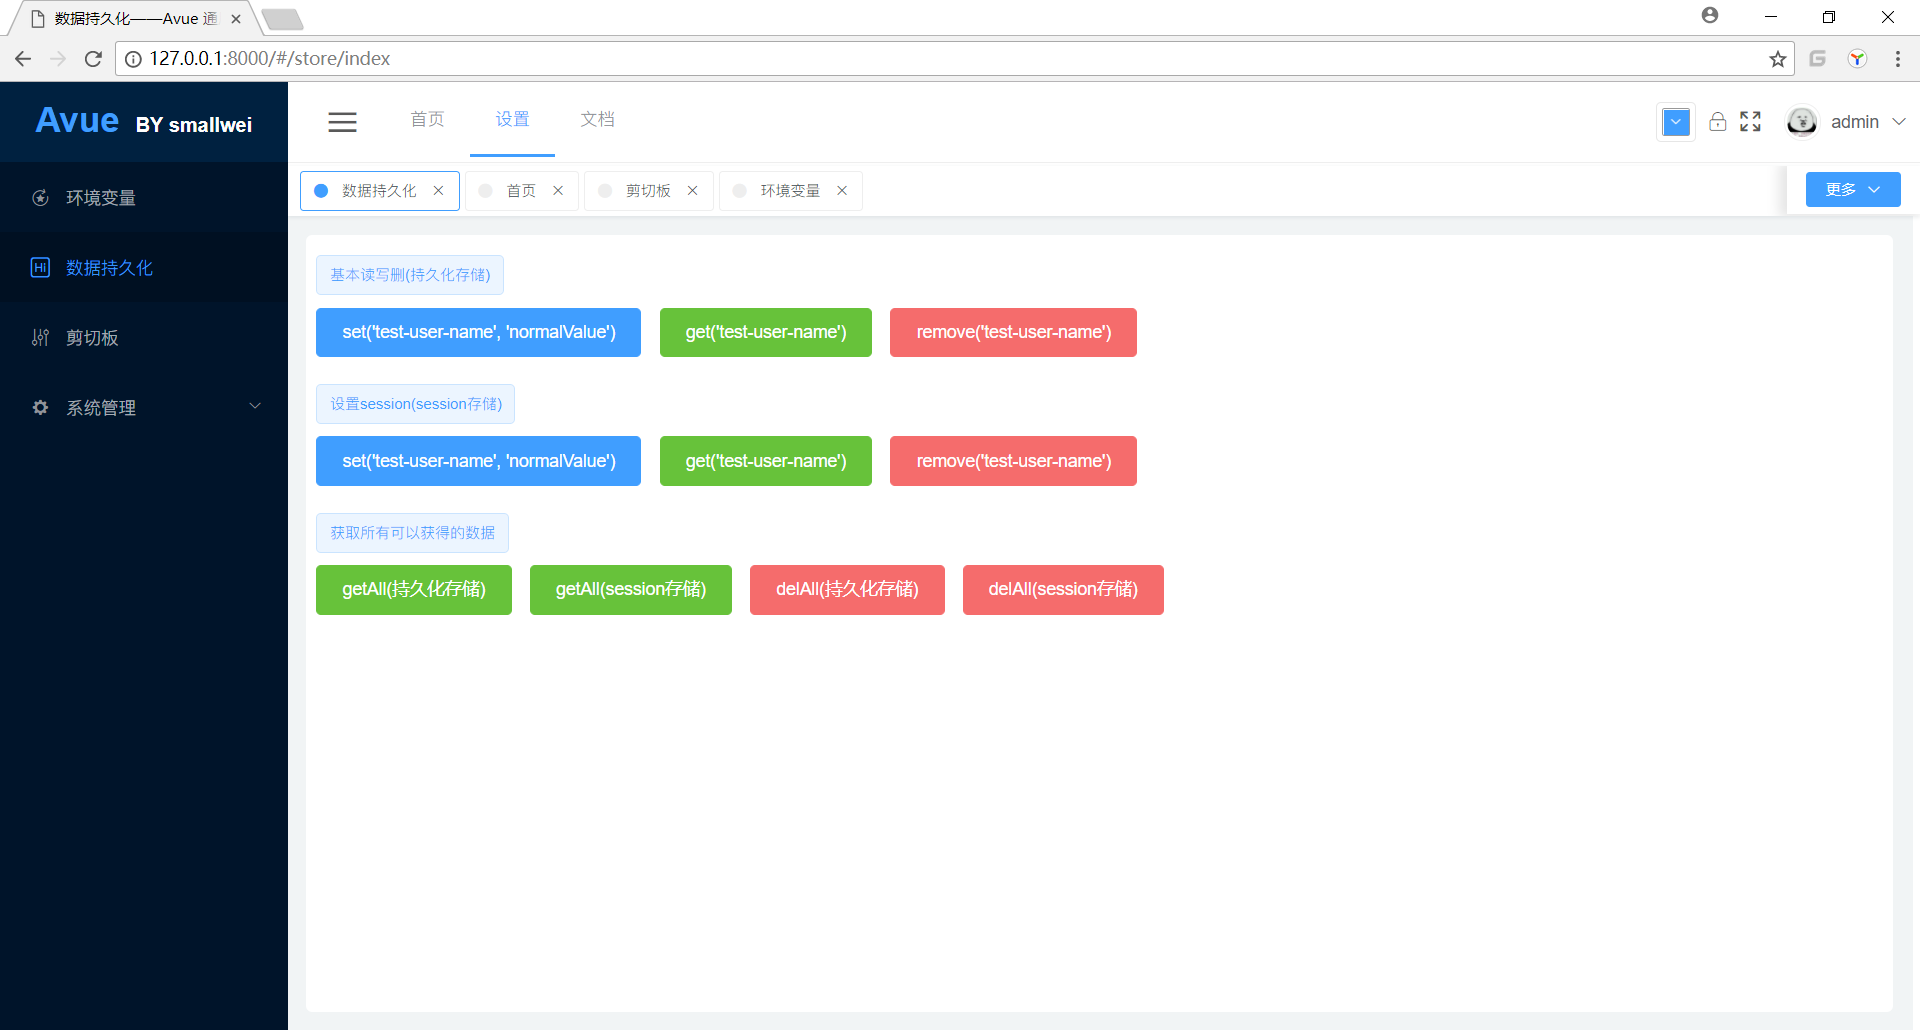 数据持久化——Avue 通
127.0.0.1:8000/#/store/index
Avue BY smallwei
首页 设置 文档
admin
环境变量
数据持久化
剪切板
系统管理
数据持久化 首页 剪切板 环境变量
更多
基本读写删(持久化存储)
set('test-user-name', 'normalValue') get('test-user-name') remove('test-user-name')
设置session(session存储)
set('test-user-name', 'normalValue') get('test-user-name') remove('test-user-name')
获取所有可以获得的数据
getAll(持久化存储) getAll(session存储) delAll(持久化存储) delAll(session存储)